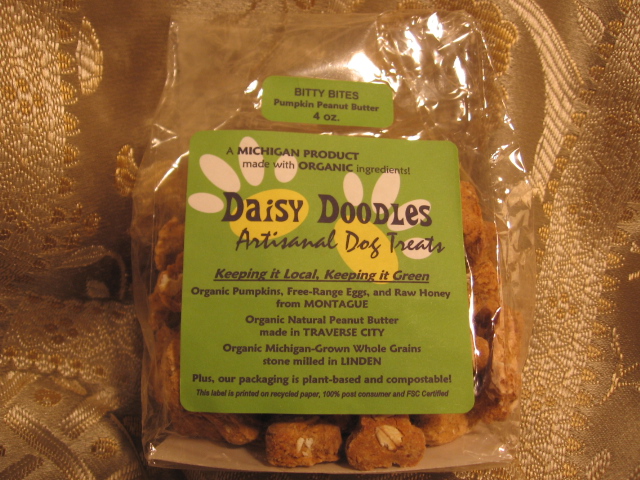 BITTY BITES
Pumpkin Peanut Butter
4 oz.
A MICHIGAN PRODUCT
made with ORGANIC ingredients!
DAISY DOODLES
Artisanal Dog Treats
Keeping it Local, Keeping it Green
Organic Pumpkins, Free-Range Eggs, and Raw Honey
from MONTAGUE
Organic Natural Peanut Butter
made in TRAVERSE CITY
Organic Michigan-Grown Whole Grains
stone milled in LINDEN
Plus, our packaging is plant-based and compostable!
This label is printed on recycled paper, 100% post consumer and FSC Certified